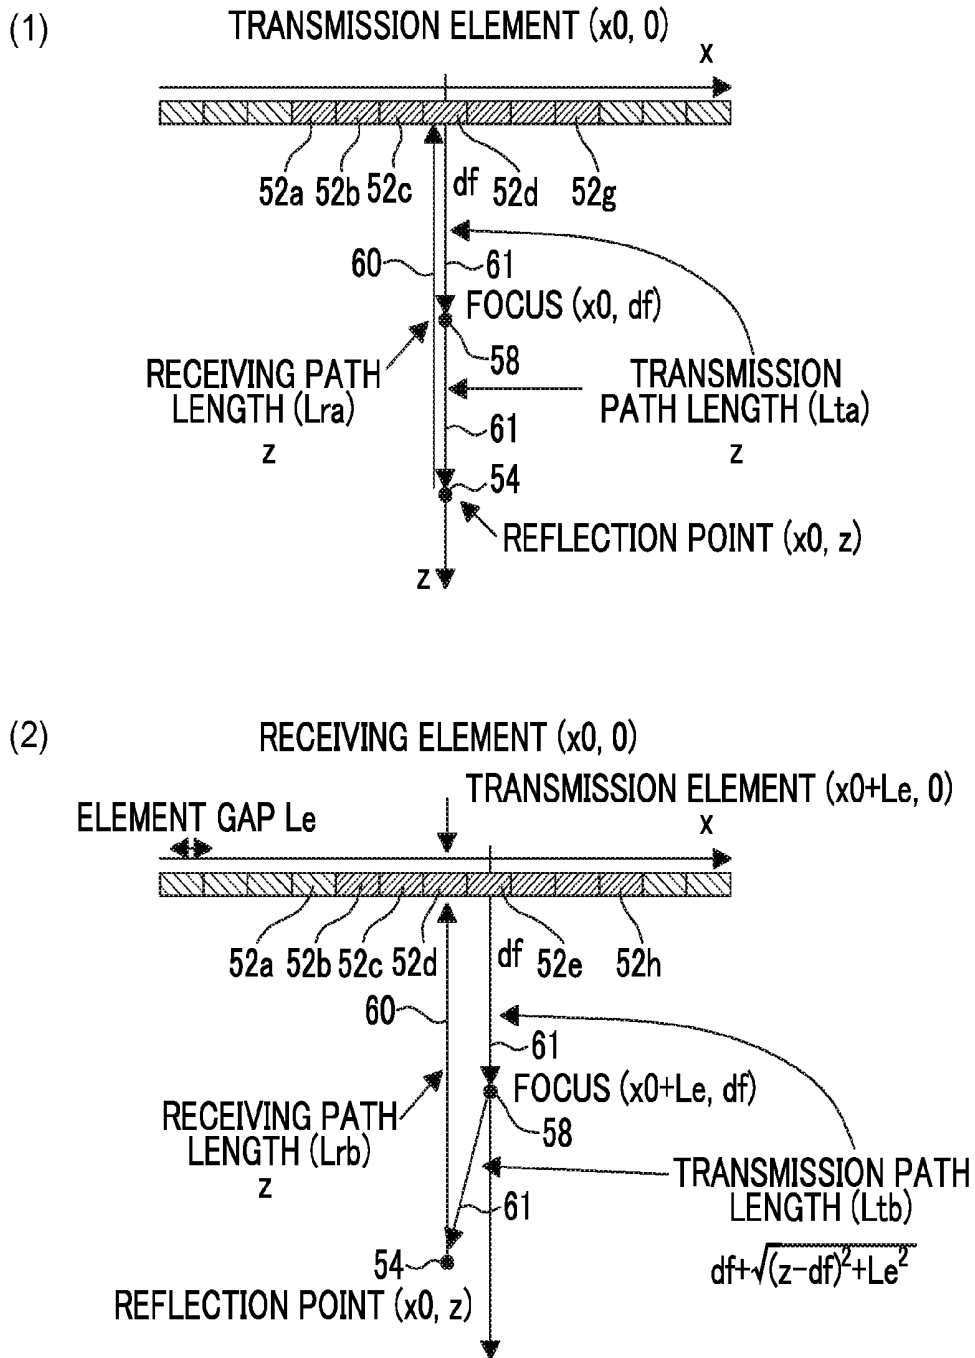 (1)
TRANSMISSION ELEMENT (x0, 0)
x
52a 52b 52c df 52d 52g
60 61
FOCUS (x0, df)
58
RECEIVING PATH
LENGTH (Lra)
z
TRANSMISSION
PATH LENGTH (Lta)
z
61
54
REFLECTION POINT (x0, z)
z
(2)
RECEIVING ELEMENT (x0, 0)
TRANSMISSION ELEMENT (x0+Le, 0)
ELEMENT GAP Le
x
52a 52b 52c 52d df 52e 52h
60
61
FOCUS (x0+Le, df)
58
RECEIVING PATH
LENGTH (Lrb)
z
TRANSMISSION PATH
LENGTH (Ltb)
df+√(z-df)²+Le²
61
54
REFLECTION POINT (x0, z)